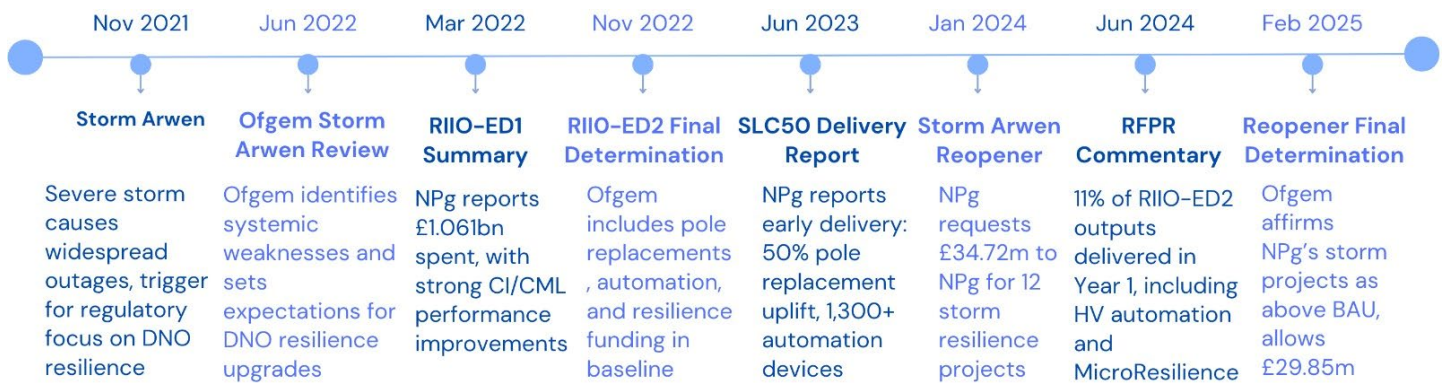 Nov 2021
Jun 2022
Mar 2022
Nov 2022
Jun 2023
Jan 2024
Jun 2024
Feb 2025
Storm Arwen
Severe storm
causes
widespread
outages, trigger
for regulatory
focus on DNO
resilience
Ofgem Storm
Arwen Review
Ofgem identifies
systemic
weaknesses and
sets
expectations for
DNO resilience
upgrades
RIIO-ED1
Summary
NPg reports
£1.061bn
spent, with
strong CI/CML
performance
improvements
RIIO-ED2 Final
Determination
Ofgem
includes pole
replacements
, automation,
and resilience
funding in
baseline
SLC50 Delivery
Report
NPg reports
early delivery:
50% pole
replacement
uplift, 1,300+
automation
devices
Storm Arwen
Reopener
NPg
requests
£34.72m to
NPg for 12
storm
resilience
projects
RFPR
Commentary
11% of RIIO-ED2
outputs
delivered in
Year 1, including
HV automation
and
MicroResilience
Reopener Final
Determination
Ofgem
affirms
NPg's storm
projects as
above BAU,
allows
£29.85m